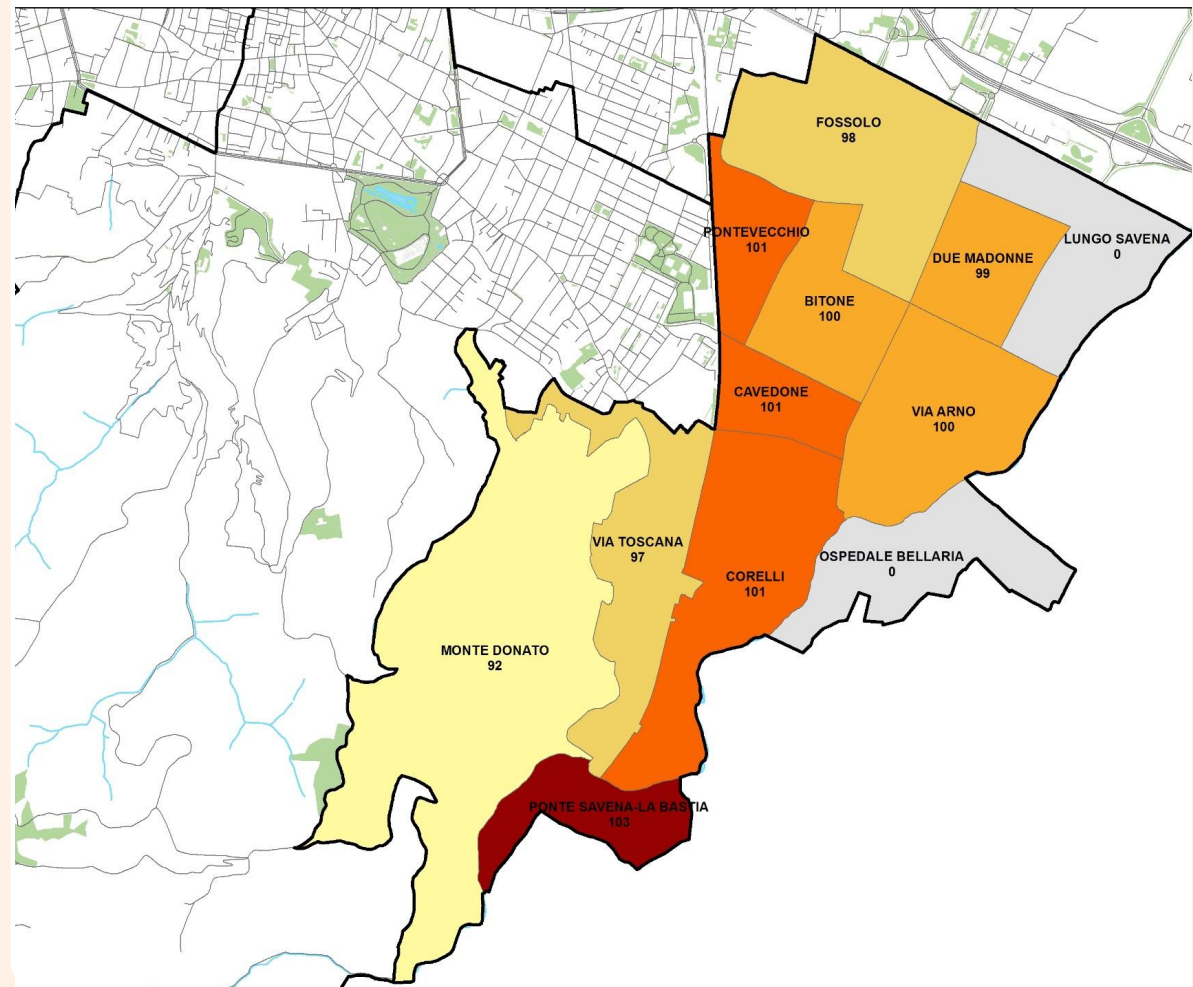 FOSSOLO
98
PONTEVECCHIO
101
LUNGO SAVENA
0
DUE MADONNE
99
BITONE
100
CAVEDONE
101
VIA ARNO
100
VIA TOSCANA
97
OSPEDALE BELLARIA
0
CORELLI
101
MONTE DONATO
92
PONTE SAVENA-LA BASTIA
103